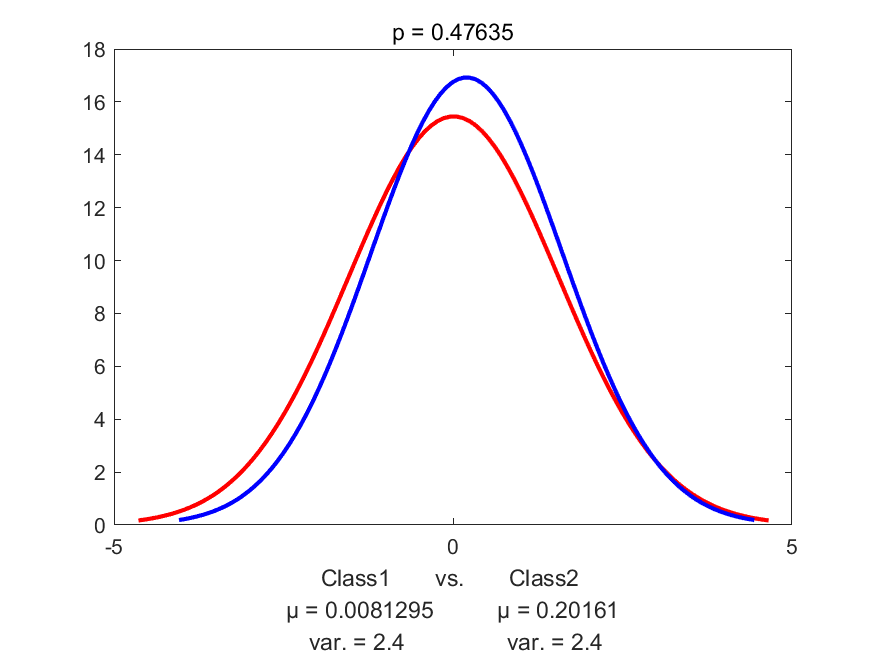 p = 0.47635
18
16
14
12
10
8
6
4
2
0
-5 0 5
Class1 vs. Class2
μ = 0.0081295 μ = 0.20161
var. = 2.4 var. = 2.4